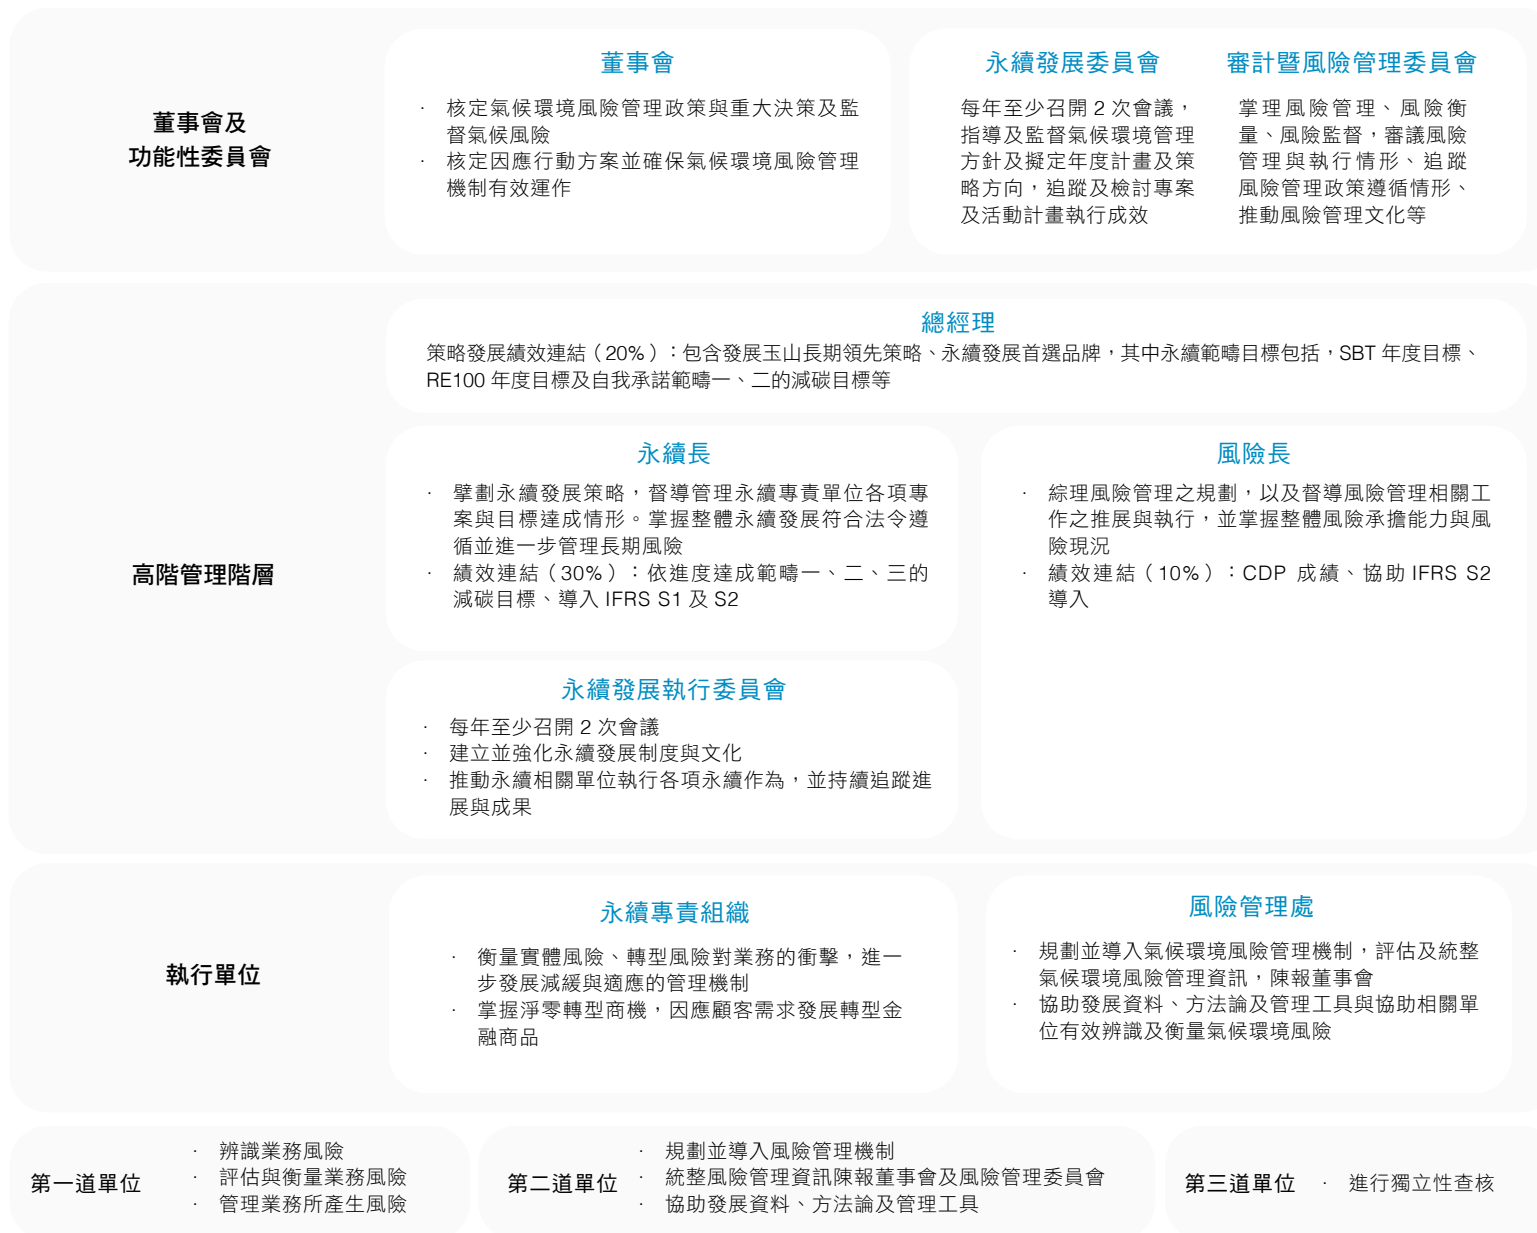 董事會及
功能性委員會
董事會
· 核定氣候環境風險管理政策與重大決策及監
督氣候風險
· 核定因應行動方案並確保氣候環境風險管理
機制有效運作
永續發展委員會
每年至少召開 2 次會議，
指導及監督氣候環境管理
方針及擬定年度計畫及策
略方向，追蹤及檢討專案
及活動計畫執行成效
審計暨風險管理委員會
掌理風險管理、風險衡
量、風險監督，審議風險
管理與執行情形、追蹤
風險管理政策遵循情形、
推動風險管理文化等
高階管理階層
總經理
策略發展績效連結（20%）：包含發展玉山長期領先策略、永續發展首選品牌，其中永續範疇目標包括，SBT 年度目標、
RE100 年度目標及自我承諾範疇一、二的減碳目標等
永續長
· 擘劃永續發展策略，督導管理永續專責單位各項專
案與目標達成情形。掌握整體永續發展符合法令遵
循並進一步管理長期風險
· 績效連結（30%）：依進度達成範疇一、二、三的
減碳目標、導入 IFRS S1 及 S2
風險長
· 綜理風險管理之規劃，以及督導風險管理相關工
作之推展與執行，並掌握整體風險承擔能力與風
險現況
· 績效連結（10%）：CDP 成績、協助 IFRS S2
導入
永續發展執行委員會
· 每年至少召開 2 次會議
· 建立並強化永續發展制度與文化
· 推動永續相關單位執行各項永續作為，並持續追蹤進
展與成果
執行單位
永續專責組織
· 衡量實體風險、轉型風險對業務的衝擊，進一
步發展減緩與適應的管理機制
· 掌握淨零轉型商機，因應顧客需求發展轉型金
融商品
風險管理處
· 規劃並導入氣候環境風險管理機制，評估及統整
氣候環境風險管理資訊，陳報董事會
· 協助發展資料、方法論及管理工具與協助相關單
位有效辨識及衡量氣候環境風險
第一道單位
· 辨識業務風險
· 評估與衡量業務風險
· 管理業務所產生風險
第二道單位
· 規劃並導入風險管理機制
· 統整風險管理資訊陳報董事會及風險管理委員會
· 協助發展資料、方法論及管理工具
第三道單位
· 進行獨立性查核